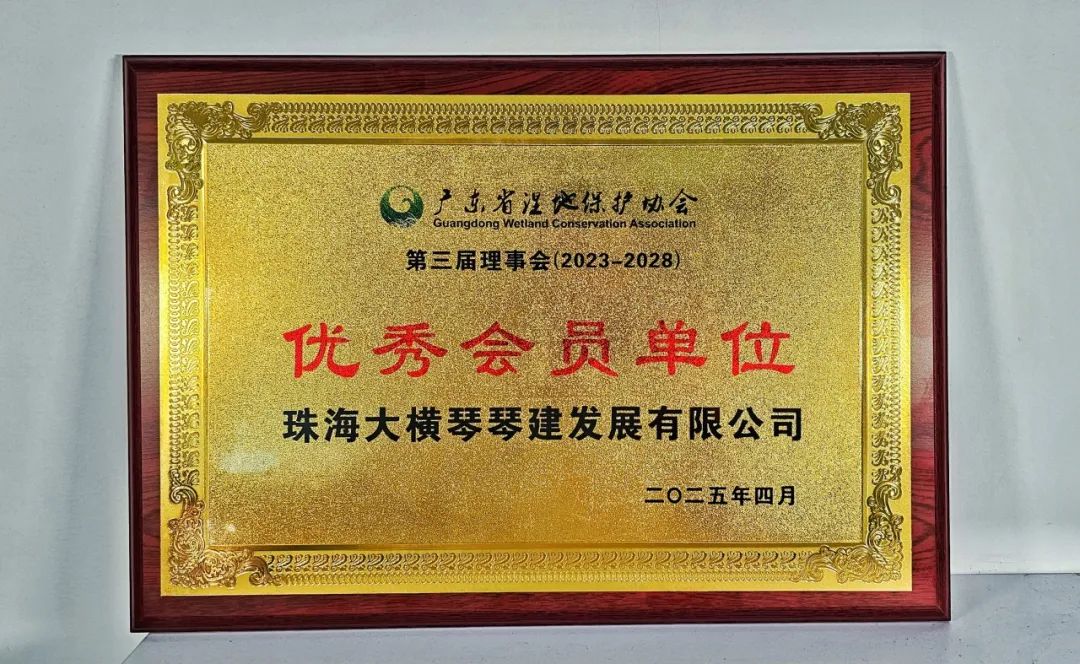 广东省湿地保护协会
Guangdong Wetland Conservation Association
第三届理事会(2023-2028)
优秀会员单位
珠海大横琴琴建发展有限公司
二〇二五年四月